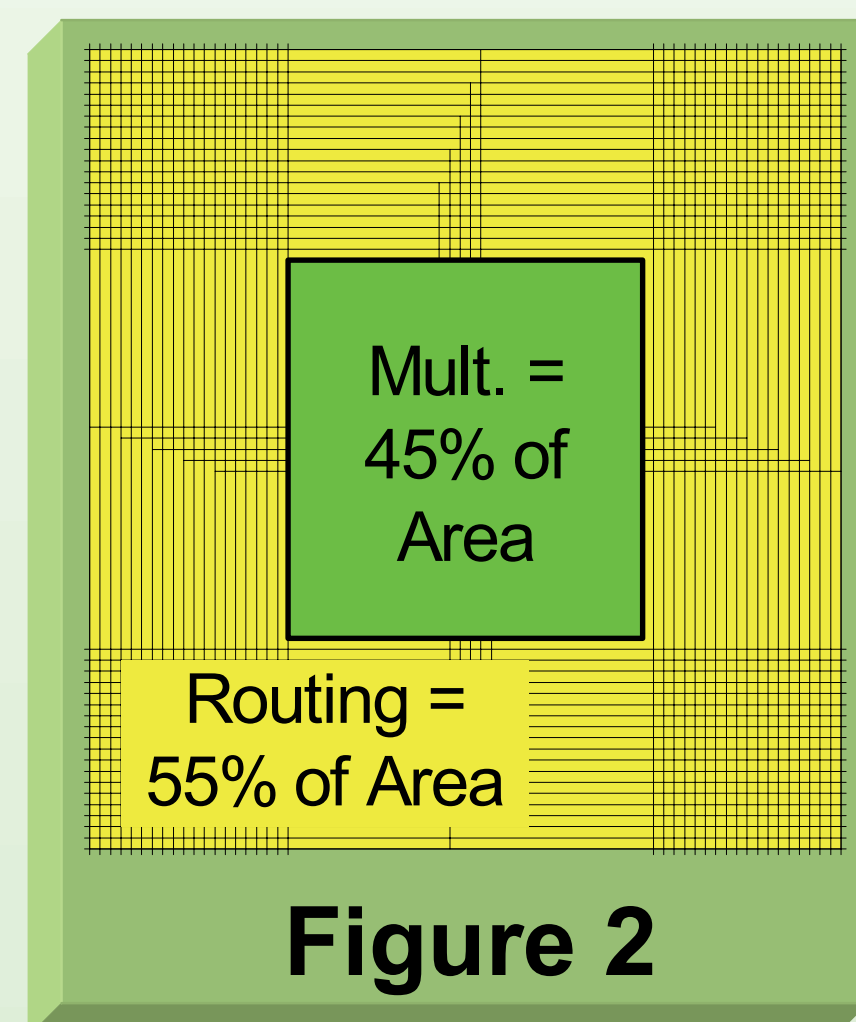 Mult. =
45% of
Area
Routing =
55% of Area
Figure 2